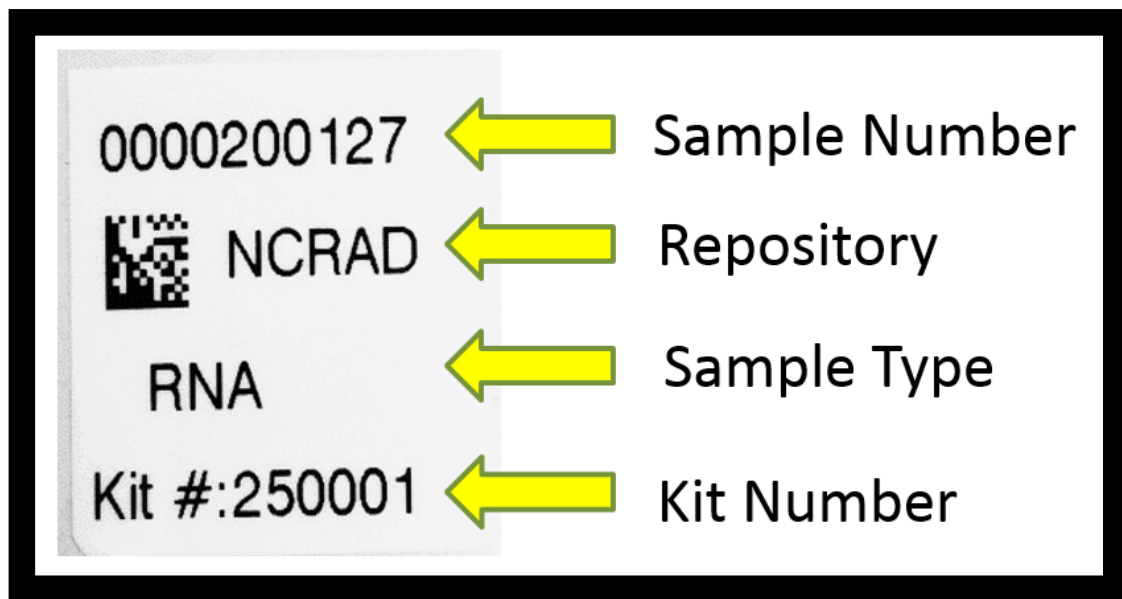 0000200127
Sample Number
NCRAD
Repository
RNA
Sample Type
Kit #:250001
Kit Number